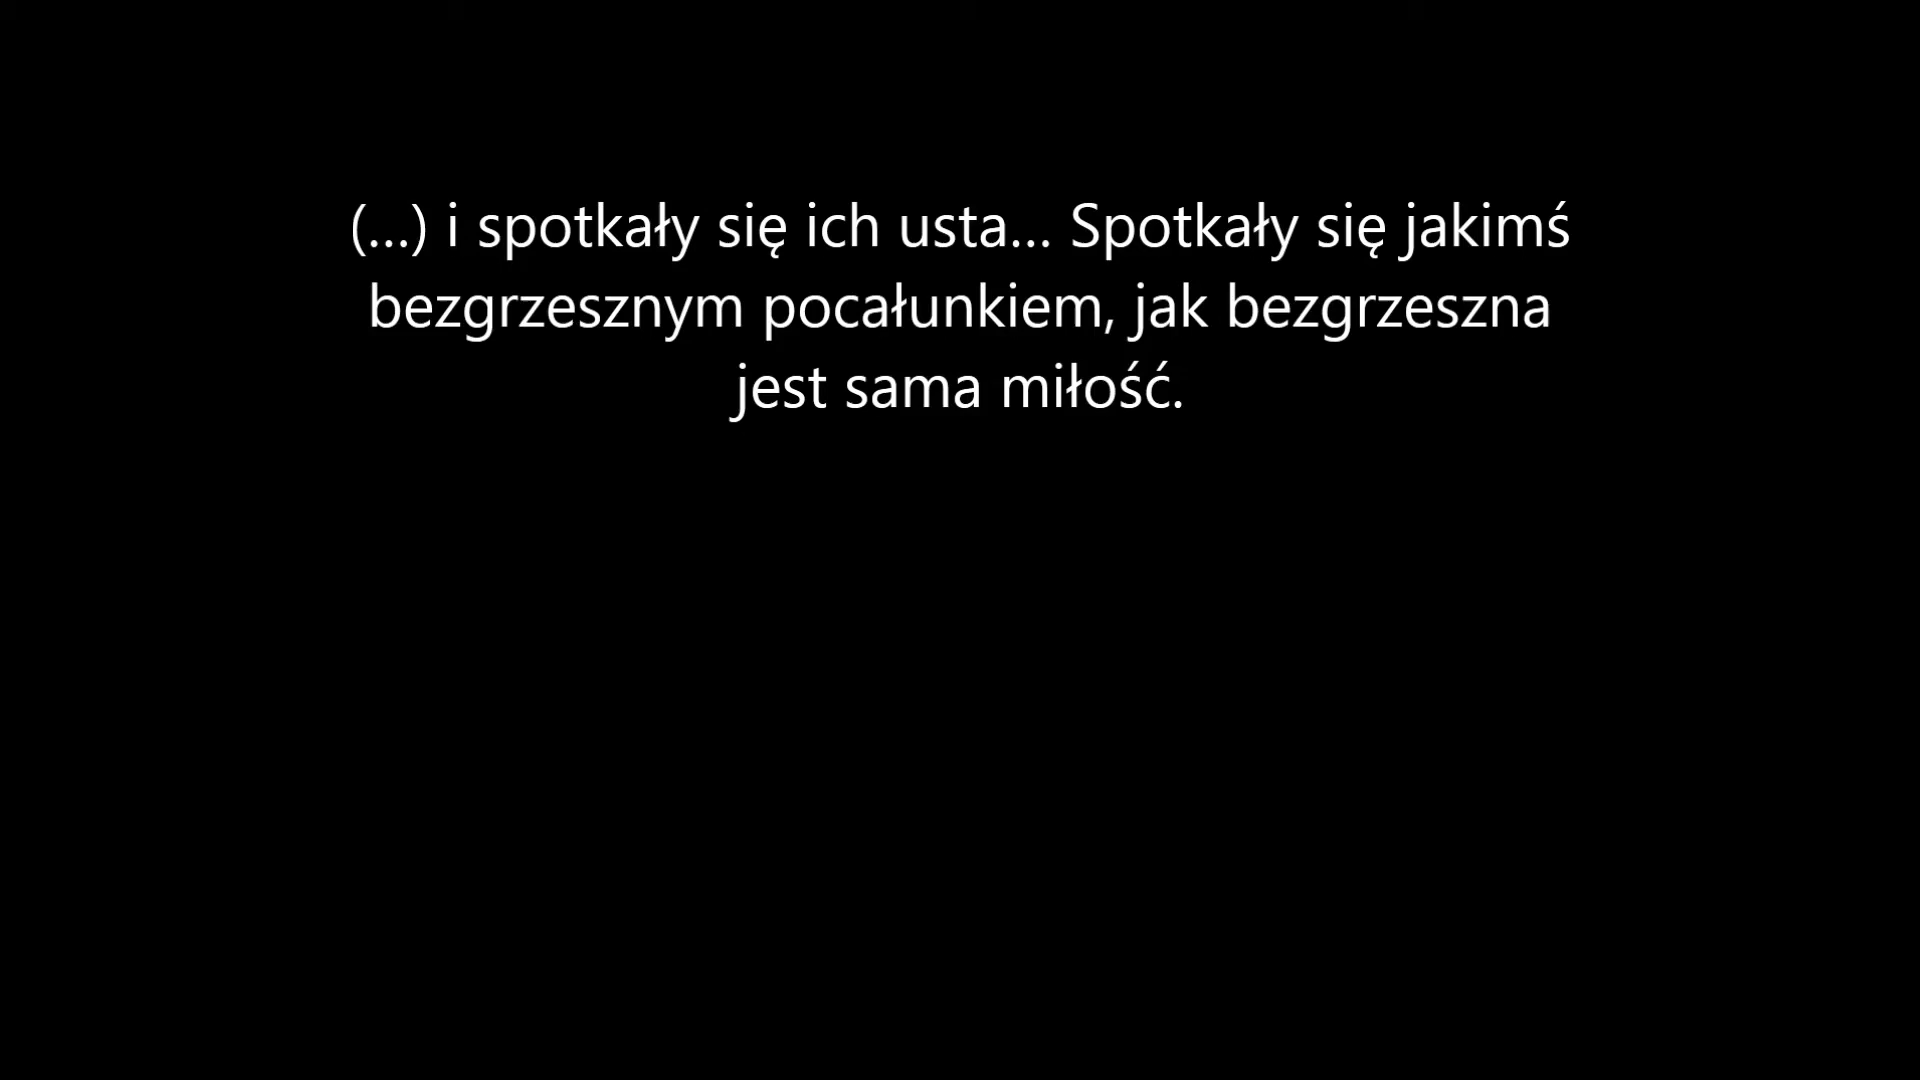 (...) i spotkały się ich usta... Spotkały się jakimś
bezgrzesznym pocałunkiem, jak bezgrzeszna
jest sama miłość.